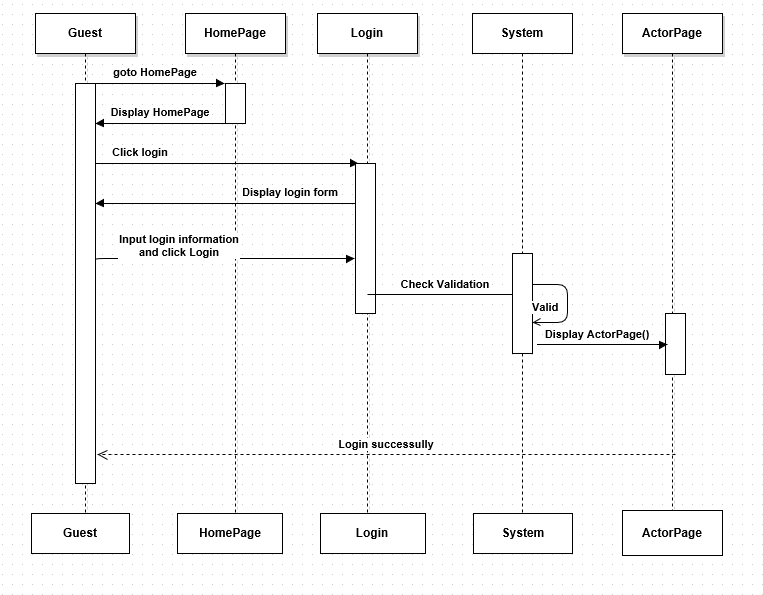 Guest
HomePage
Login
System
ActorPage
goto HomePage
Display HomePage
Click login
Display login form
Input login information
and click Login
Check Validation
Valid
Display ActorPage()
Login successully
Guest
HomePage
Login
System
ActorPage